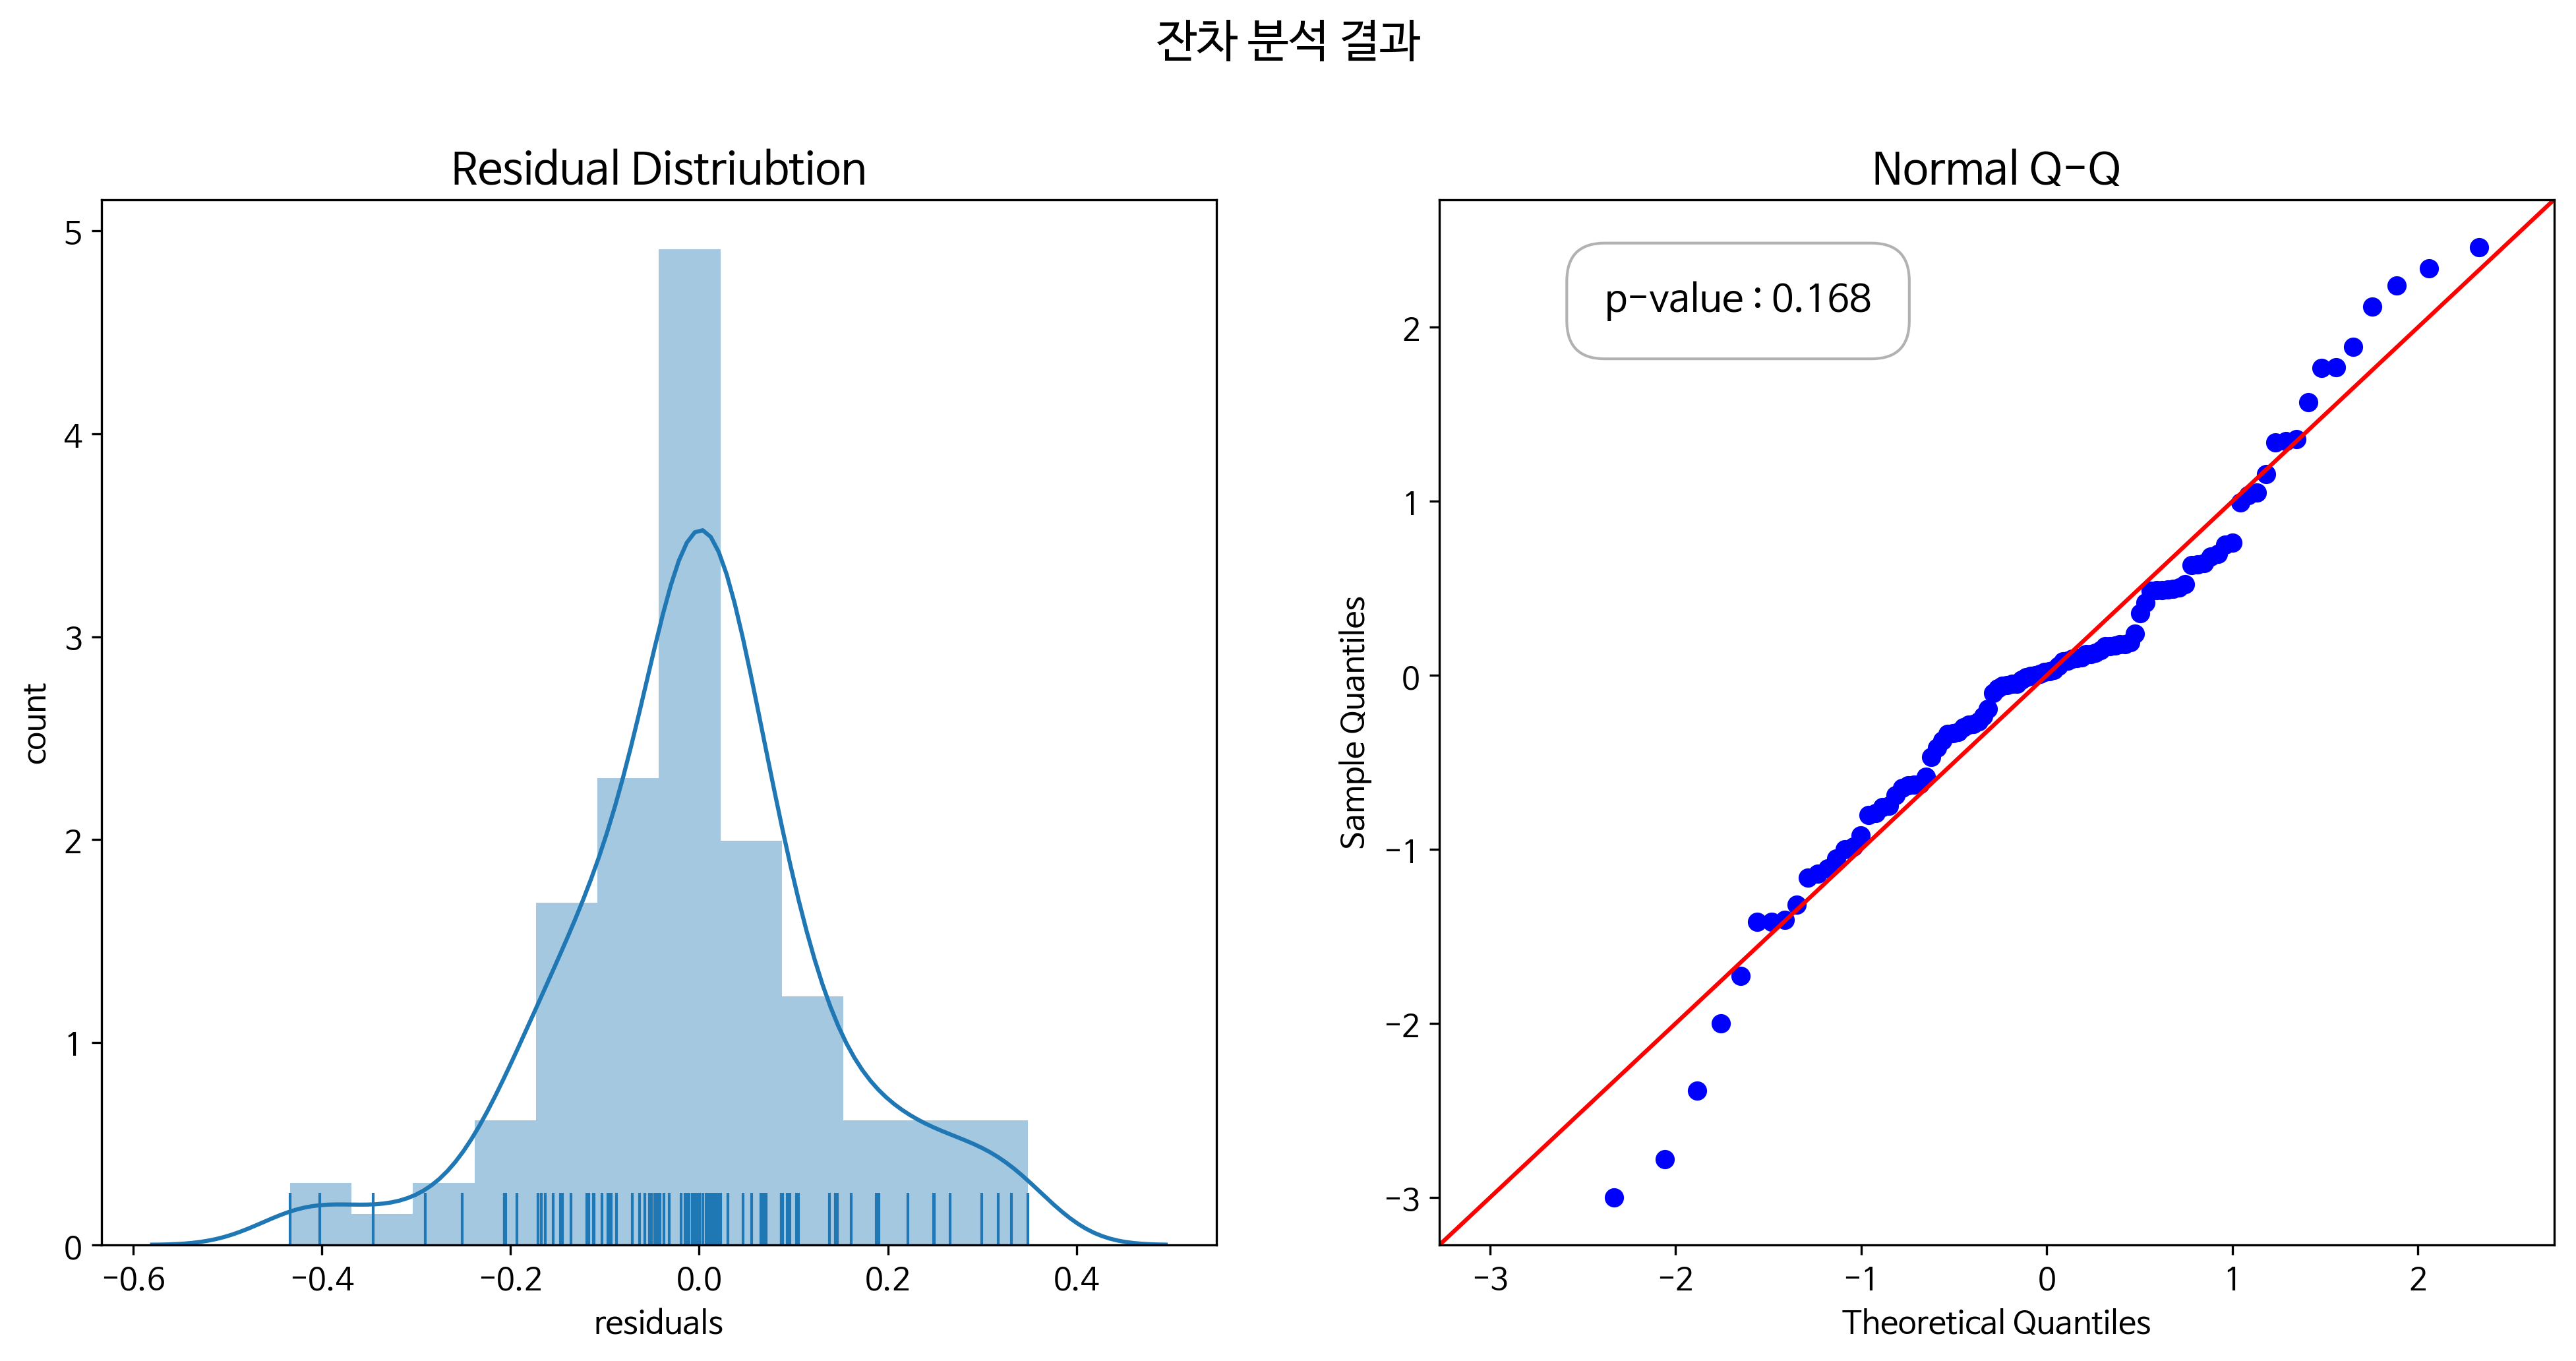 잔차 분석 결과
Residual Distriubtion
5
4
3
2
1
0
count
-0.6 -0.4 -0.2 0.0 0.2 0.4
residuals
Normal Q-Q
p-value : 0.168
2
1
0
-1
-2
-3
Sample Quantiles
-3 -2 -1 0 1 2
Theoretical Quantiles